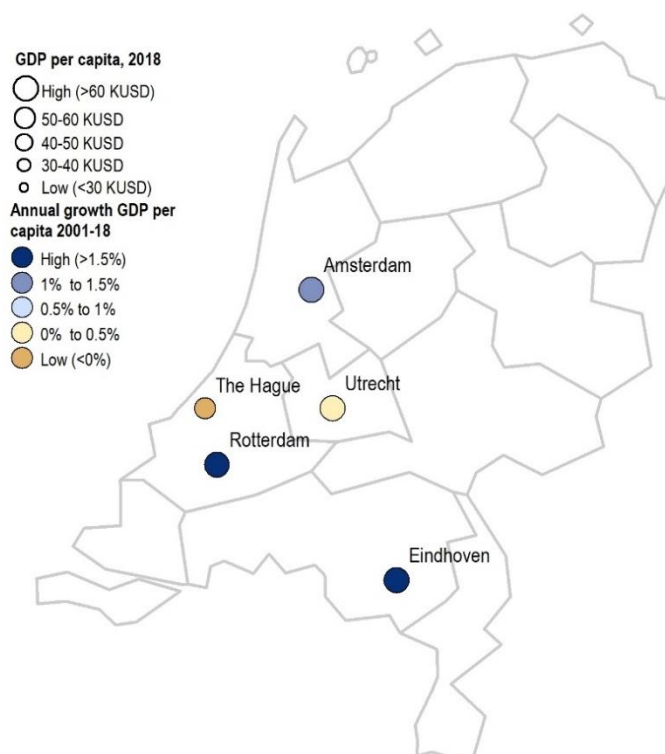 GDP per capita, 2018
High (>60 KUSD)
50-60 KUSD
40-50 KUSD
30-40 KUSD
Low (<30 KUSD)
Annual growth GDP per
capita 2001-18
High (>1.5%)
1% to 1.5%
0.5% to 1%
0% to 0.5%
Low (<0%)
Amsterdam
The Hague
Utrecht
Rotterdam
Eindhoven